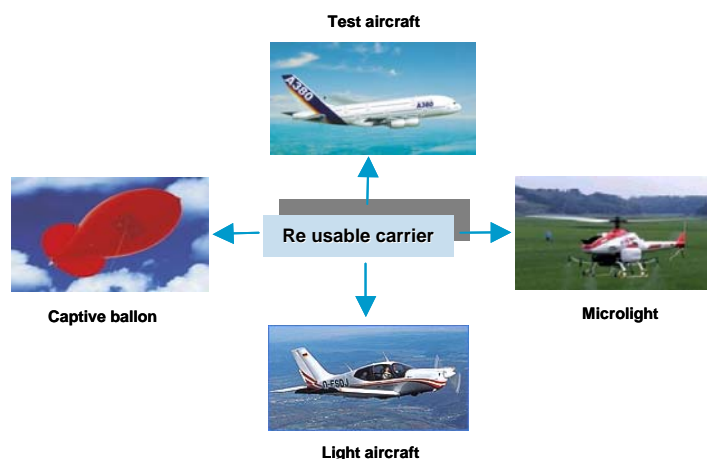 Test aircraft
A380
A380
Re usable carrier
Captive ballon
Microlight
D-ESDJ
Light aircraft